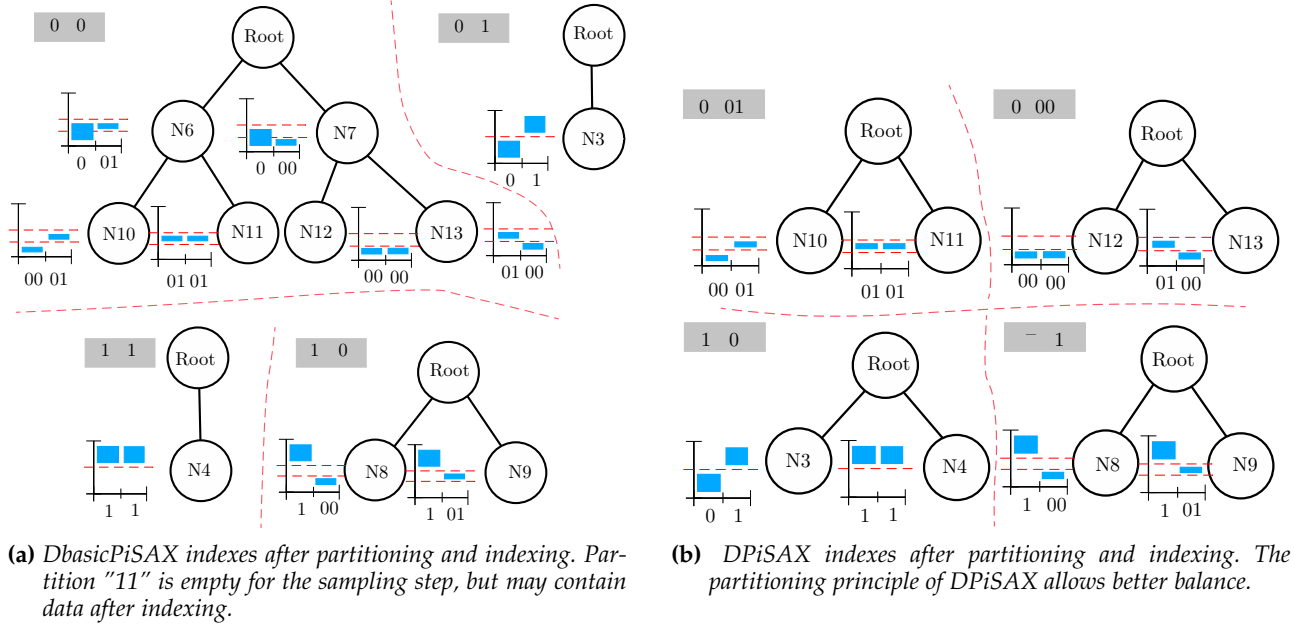 0 0
Root
0 1
Root
N6
N7
N3
0 01
0 00
0 1
N10
N11
N12
N13
00 01
01 01
00 00
01 00
1 1
Root
1 0
Root
N4
N8
N9
1 1
1 00
1 01
(a) DbasicPiSAX indexes after partitioning and indexing. Par-
tition "11" is empty for the sampling step, but may contain
data after indexing.
0 01
Root
0 00
Root
N10
N11
N12
N13
00 01
01 01
00 00
01 00
1 0
Root
– 1
Root
N3
N4
N8
N9
0 1
1 1
1 00
1 01
(b) DPiSAX indexes after partitioning and indexing. The
partitioning principle of DPiSAX allows better balance.